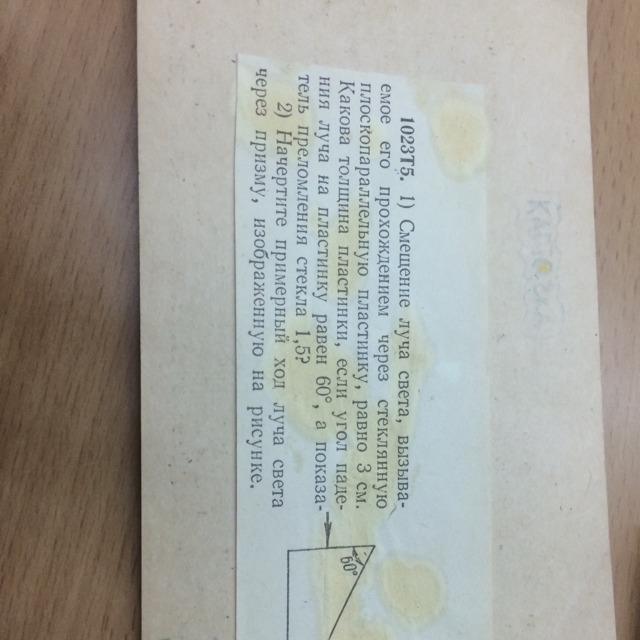 1023Т5. 1) Смещение луча света, вызыва-
емое его прохождением через стеклянную
плоскопараллельную пластинку, равно 3 см.
Какова толщина пластинки, если угол паде-
ния луча на пластинку равен 60°, а показа-
тель преломления стекла 1,5?
2) Начертите примерный ход луча света
через призму, изображенную на рисунке.
60°